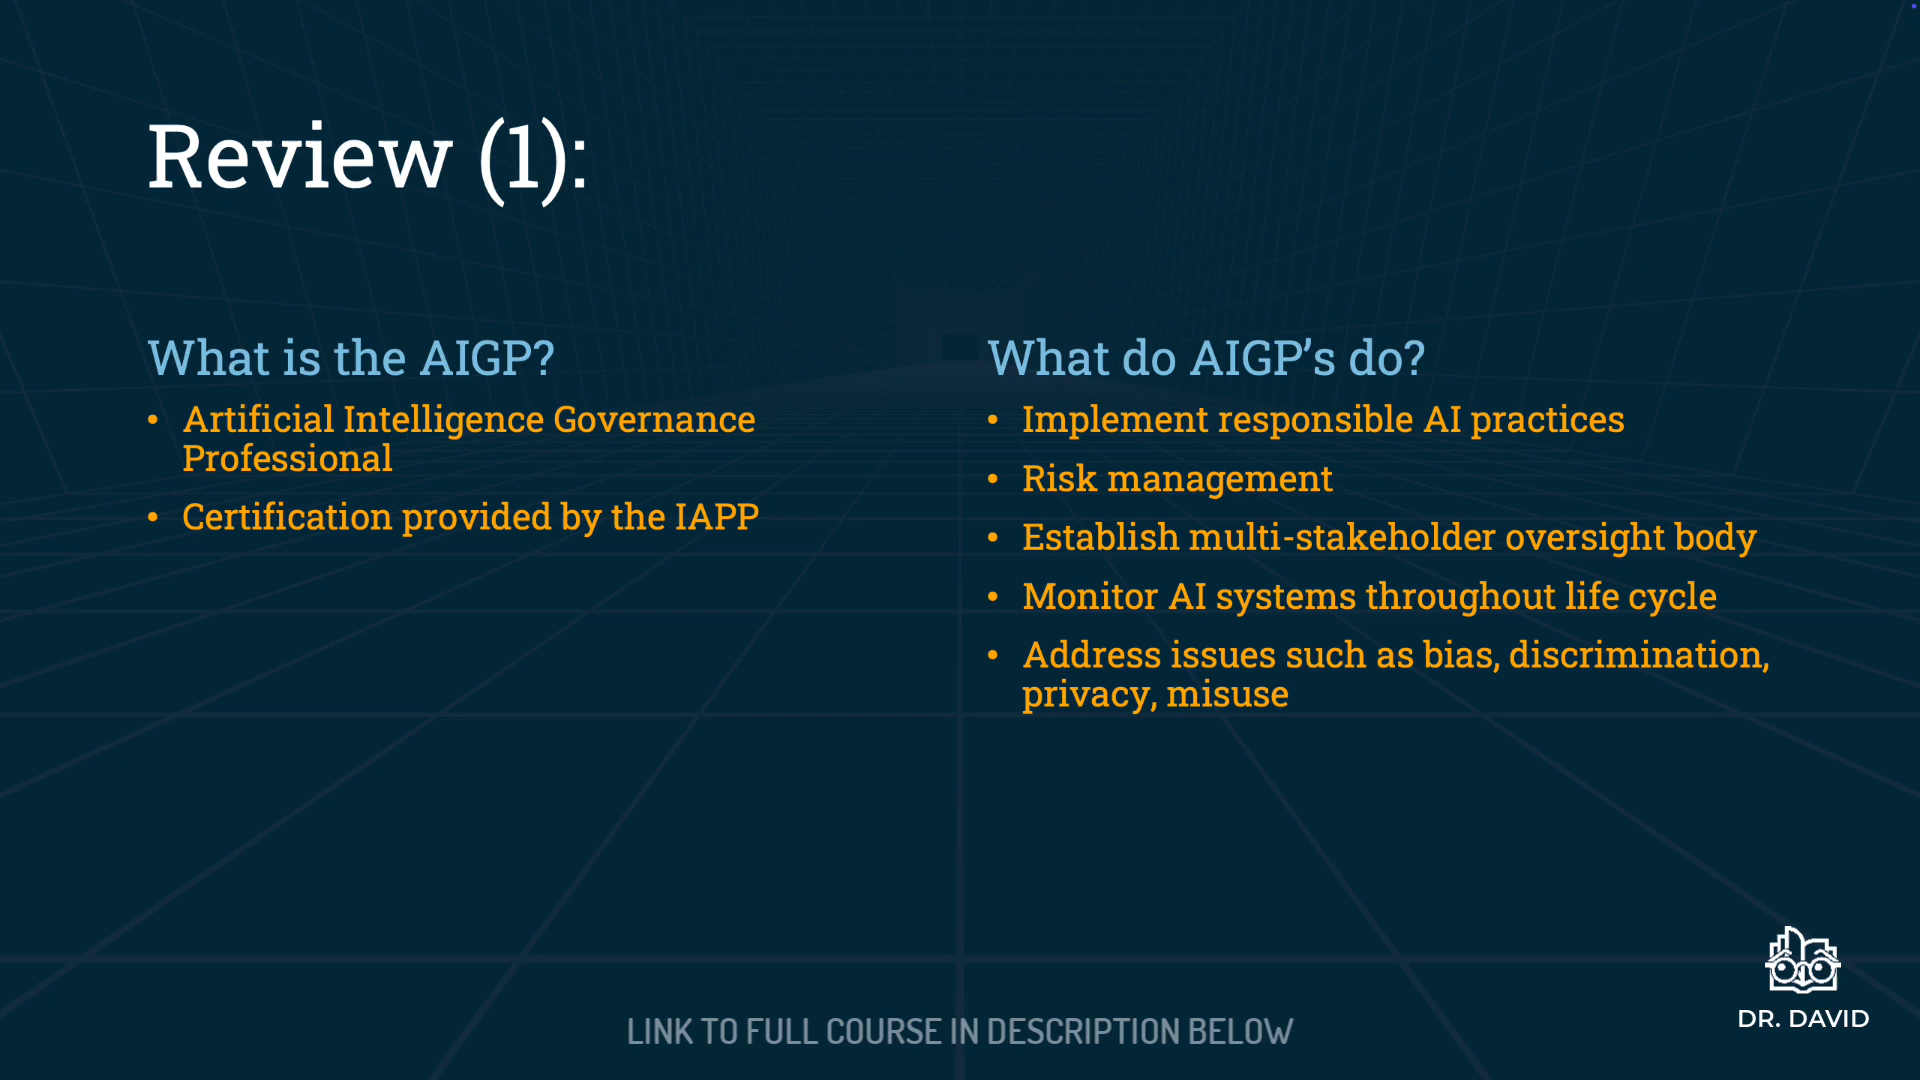 Review (1):
What is the AIGP?
• Artificial Intelligence Governance
Professional
• Certification provided by the IAPP
What do AIGP’s do?
• Implement responsible AI practices
• Risk management
• Establish multi-stakeholder oversight body
• Monitor AI systems throughout life cycle
• Address issues such as bias, discrimination,
privacy, misuse
DR. DAVID
LINK TO FULL COURSE IN DESCRIPTION BELOW